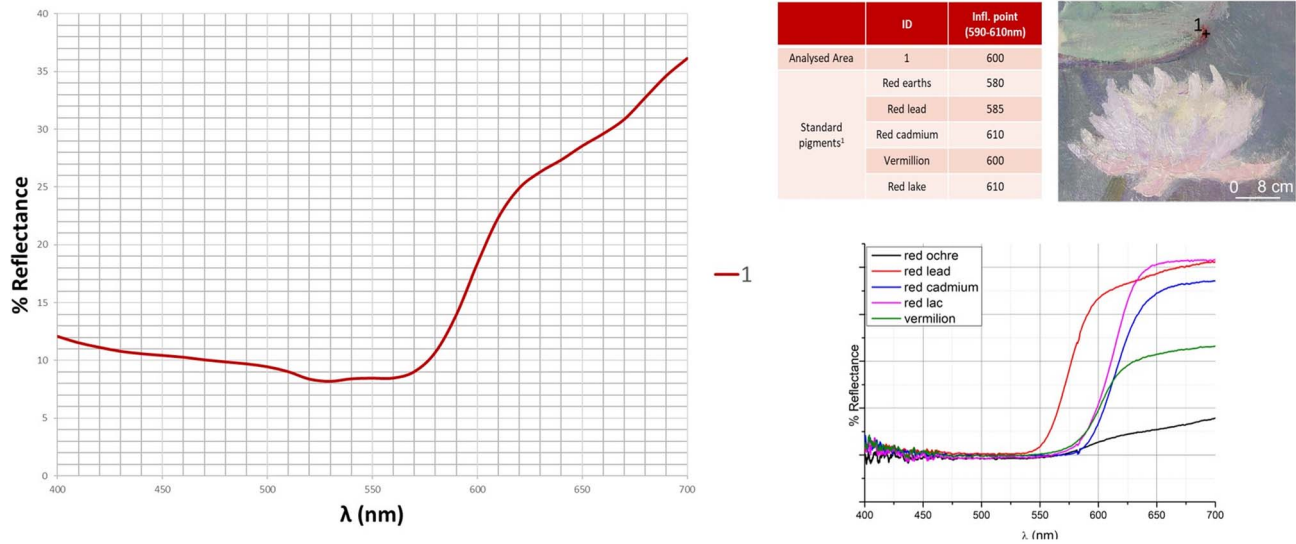 40
35
30
25
20
15
10
5
0
% Reflectance
400 450 500 550 600 650 700
λ (nm)
1
ID Infl. point (590-610nm)
Analysed Area 1 600
Standard pigments¹
Red earths 580
Red lead 585
Red cadmium 610
Vermillion 600
Red lake 610
1
0 8 cm
red ochre
red lead
red cadmium
red lac
vermilion
% Reflectance
400 450 500 550 600 650 700
λ (nm)